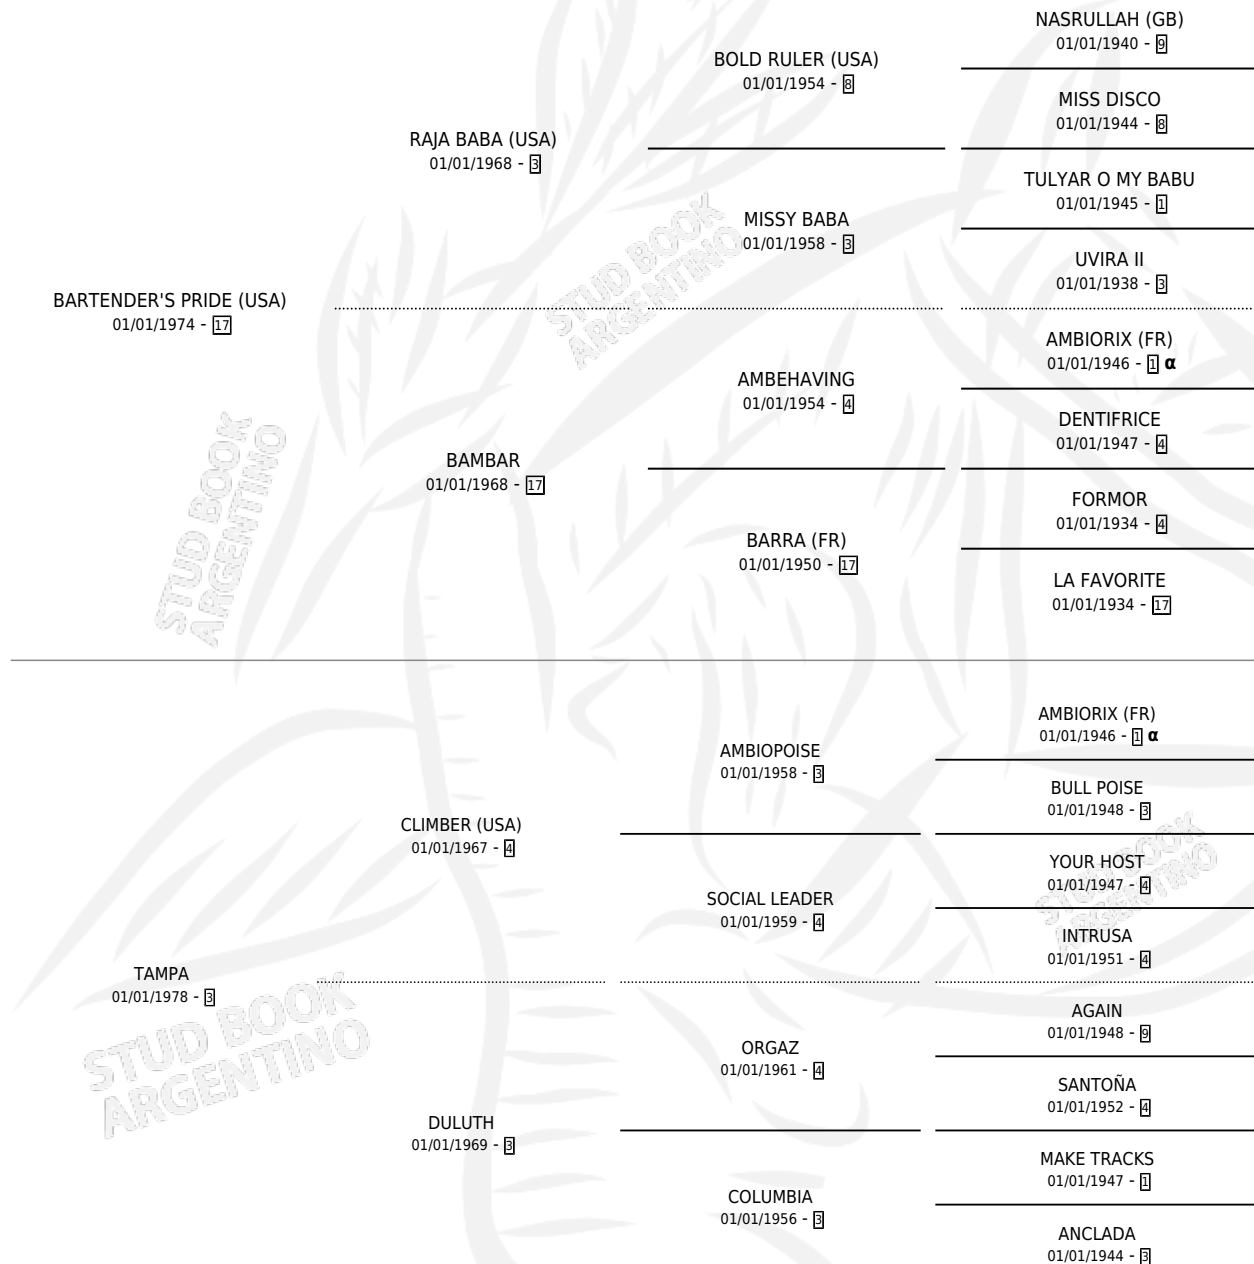 NASRULLAH (GB)
01/01/1940 - 9
BOLD RULER (USA)
01/01/1954 - 8
MISS DISCO
01/01/1944 - 8
RAJA BABA (USA)
01/01/1968 - 3
TULYAR O MY BABU
01/01/1945 - 1
MISSY BABA
01/01/1958 - 3
UVIRA II
01/01/1938 - 3
BARTENDER'S PRIDE (USA)
01/01/1974 - 17
AMBIORIX (FR)
01/01/1946 - 1 α
AMBEHAVING
01/01/1954 - 4
DENTIFRICE
01/01/1947 - 4
BAMBAR
01/01/1968 - 17
FORMOR
01/01/1934 - 4
BARRA (FR)
01/01/1950 - 17
LA FAVORITE
01/01/1934 - 17
AMBIORIX (FR)
01/01/1946 - 1 α
AMBIOPOISE
01/01/1958 - 3
BULL POISE
01/01/1948 - 3
CLIMBER (USA)
01/01/1967 - 4
YOUR HOST
01/01/1947 - 4
SOCIAL LEADER
01/01/1959 - 4
INTRUSA
01/01/1951 - 4
TAMPA
01/01/1978 - 3
AGAIN
01/01/1948 - 9
ORGAZ
01/01/1961 - 4
SANTOÑA
01/01/1952 - 4
DULUTH
01/01/1969 - 3
MAKE TRACKS
01/01/1947 - 1
COLUMBIA
01/01/1956 - 3
ANCLADA
01/01/1944 - 3
STUD BOOK
ARGENTINO
STUD BOOK
ARGENTINO
STUD BOOK
ARGENTINO
STUD BOOK
ARGENTINO